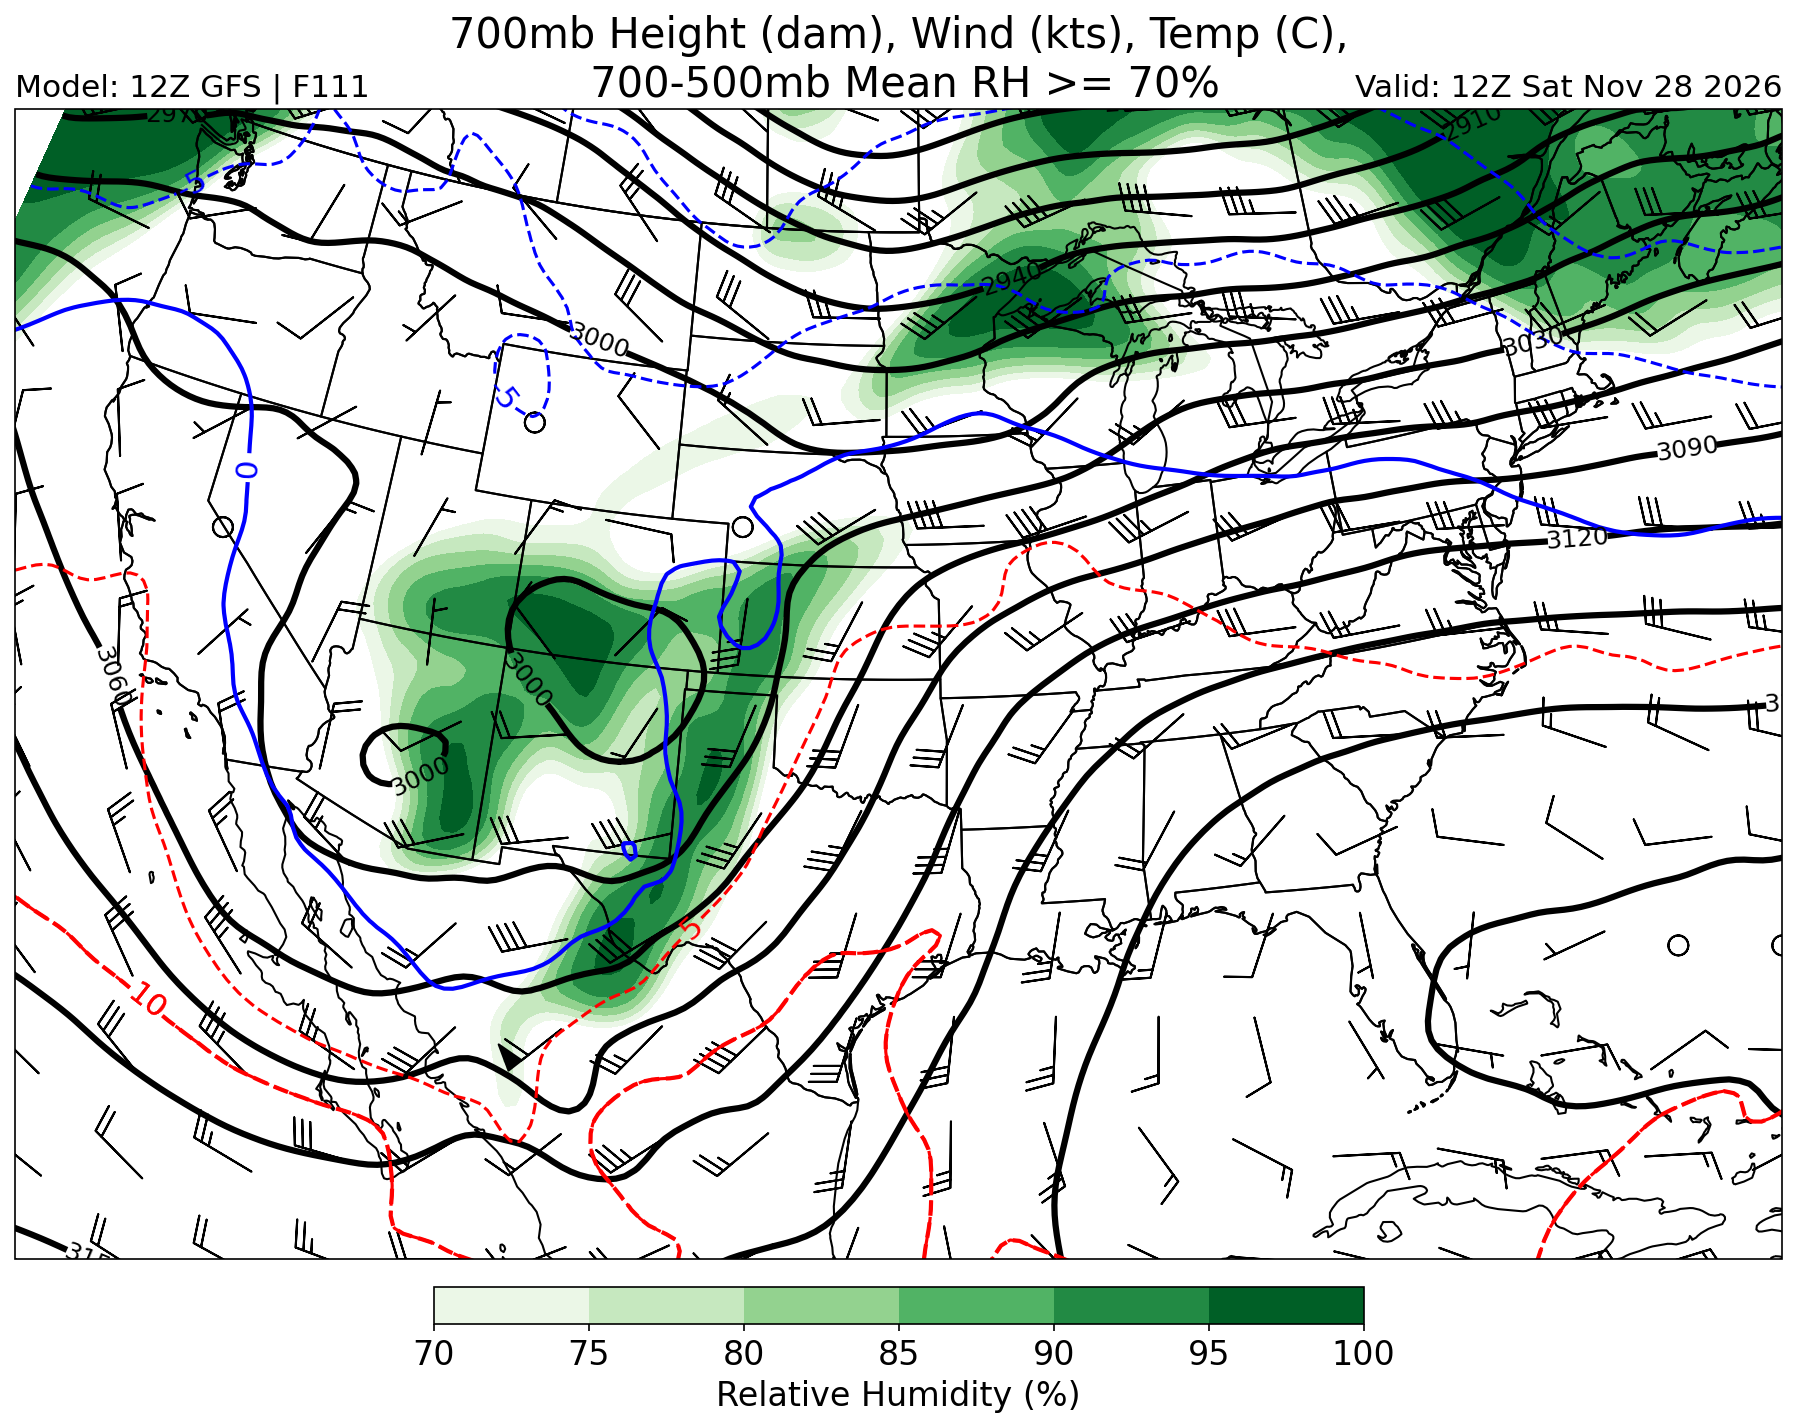 700mb Height (dam), Wind (kts), Temp (C),
700-500mb Mean RH >= 70%
Model: 12Z GFS | F111
Valid: 12Z Sat Nov 28 2026
2910
-5
2940
3000
3030
-5
3090
0
3120
3060
3000
3000
5
10
70 75 80 85 90 95 100
Relative Humidity (%)